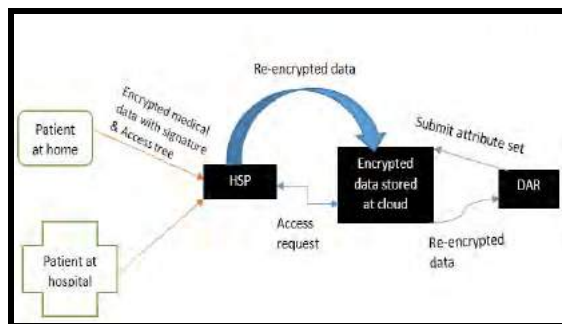 Re-encrypted data
Encrypted medical
data with signature
& Access tree
Patient
at home
HSP
Submit attribute set
Encrypted
data stored
at cloud
DAR
Access
request
Re-encrypted
data
Patient at
hospital